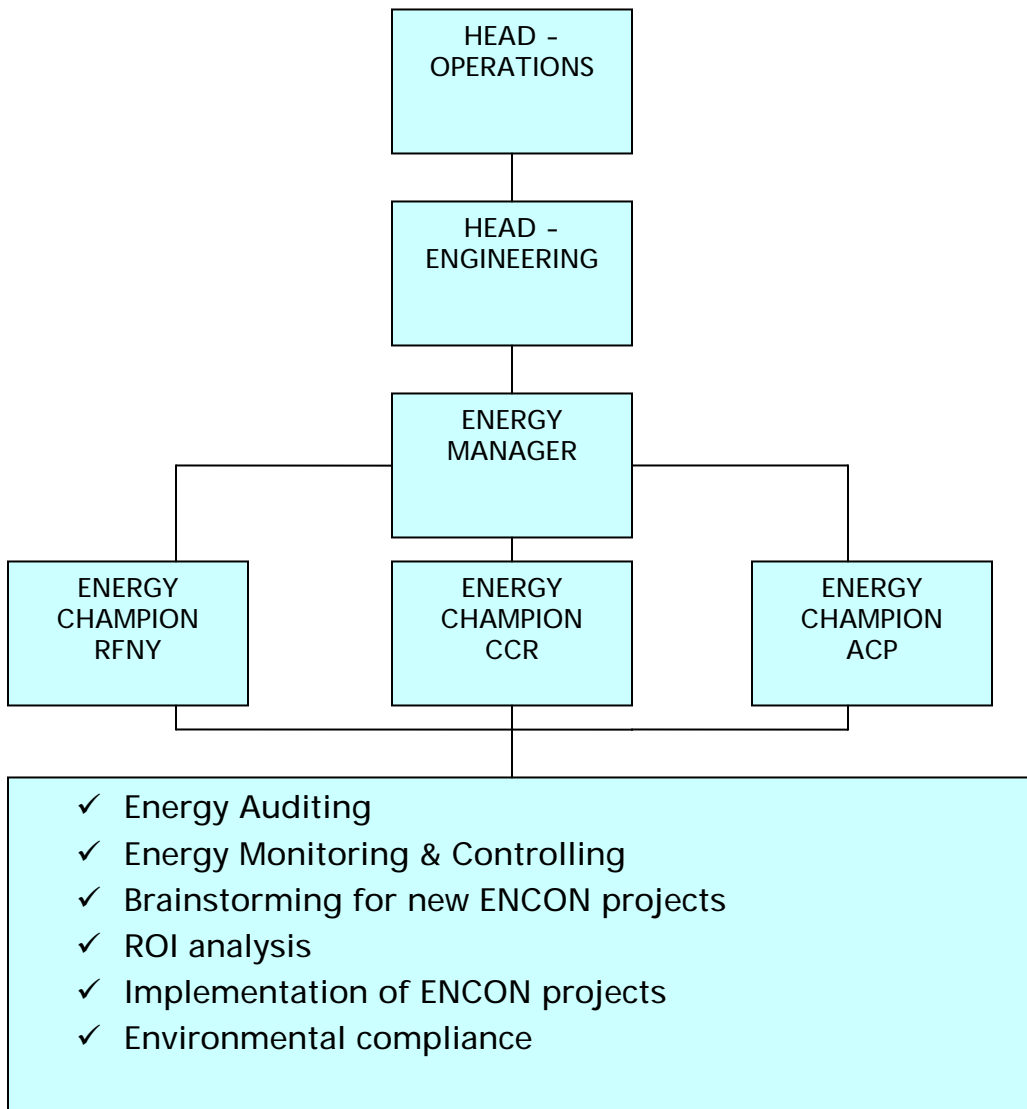 HEAD -
OPERATIONS
HEAD -
ENGINEERING
ENERGY
MANAGER
ENERGY
CHAMPION
RFNY
ENERGY
CHAMPION
CCR
ENERGY
CHAMPION
ACP
✓ Energy Auditing
✓ Energy Monitoring & Controlling
✓ Brainstorming for new ENCON projects
✓ ROI analysis
✓ Implementation of ENCON projects
✓ Environmental compliance